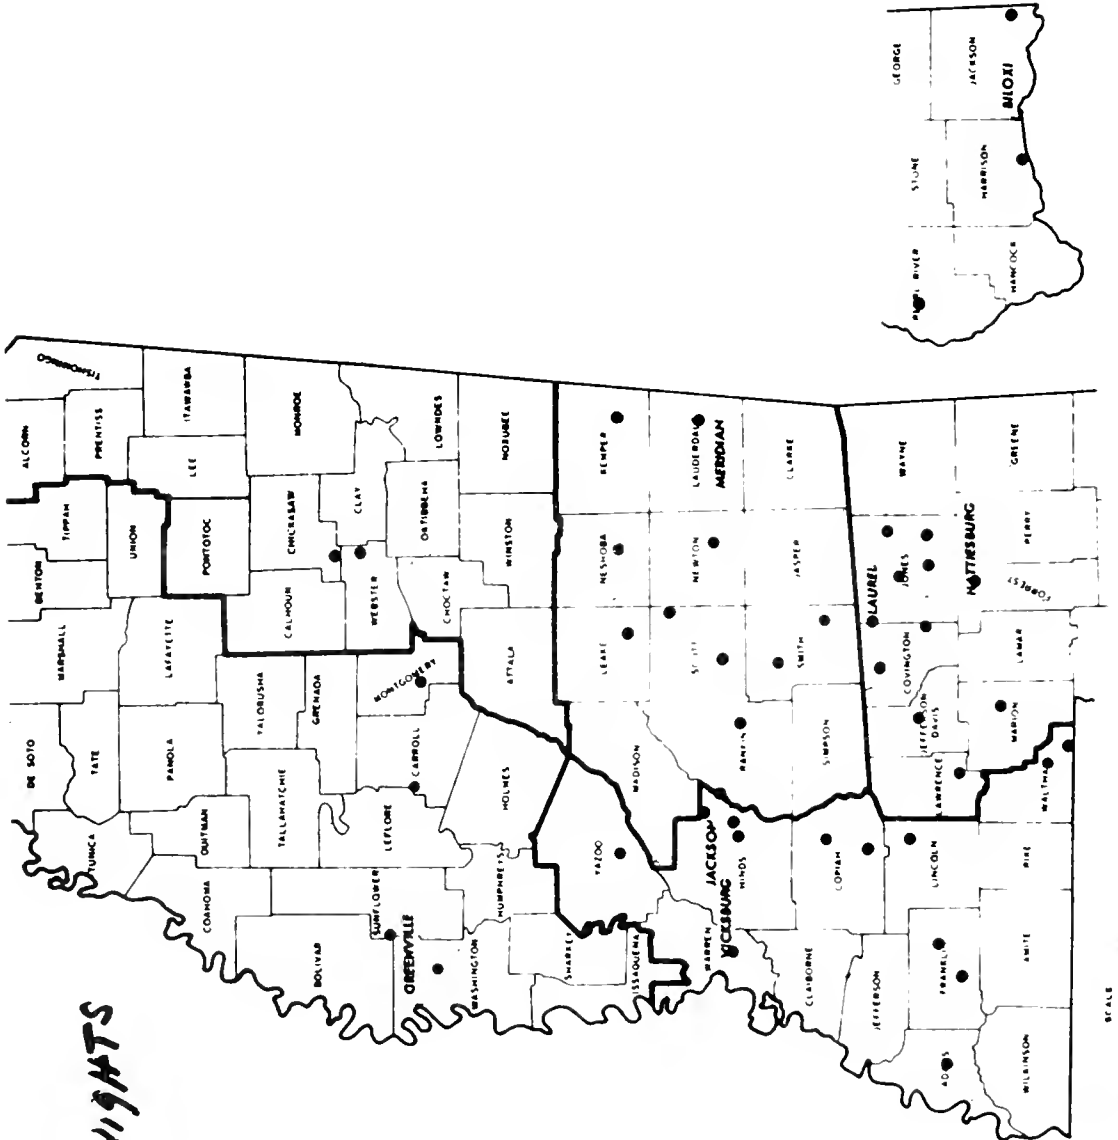 GEORGE
JACKSON
BILOXI
STONE
HARRISON
RIVER
HANCOCK
TISHOMINGO
ALCORN
PRENTISS
ITAWAMBA
LEE
MONROE
LOWNDES
NOXUBEE
KEMPER
LAUDERDALE
MERIDIAN
CLARKE
WAYNE
GREENE
TIPPAH
UNION
PONTOTOC
CHICKASAW
CLAY
OKTIBBEHA
WINSTON
NESHOBA
NEWTON
JASPER
LAUREL
JONES
HATTIESBURG
PERRY
FORREST
BENTON
MARSHALL
LAFAYETTE
CALHOUN
WEBSTER
CHOCTAW
ATTALA
LEAKE
SCOTT
SMITH
COVINGTON
LAMAR
DE SOTO
TATE
PANOLA
YALOBUSHA
GRENADA
MONTGOMERY
CARROLL
HOLMES
MADISON
RANKIN
SIMPSON
JEFFERSON
DAVIS
MARION
LAWRENCE
WALTHA
TUNICA
QUITMAN
TALLAHATCHIE
LEFLORE
HUMPHREYS
YAZOO
JACKSON
HINDS
COPIAH
LINCOLN
PIKE
COAHOMA
BOLIVAR
SUNFLOWER
GREENVILLE
WASHINGTON
SHARKEY
ISSAQUENA
WARREN
VICKSBURG
CLAIBORNE
JEFFERSON
FRANKLIN
AMITE
ADAMS
WILKINSON
SCALE
NIGHTS